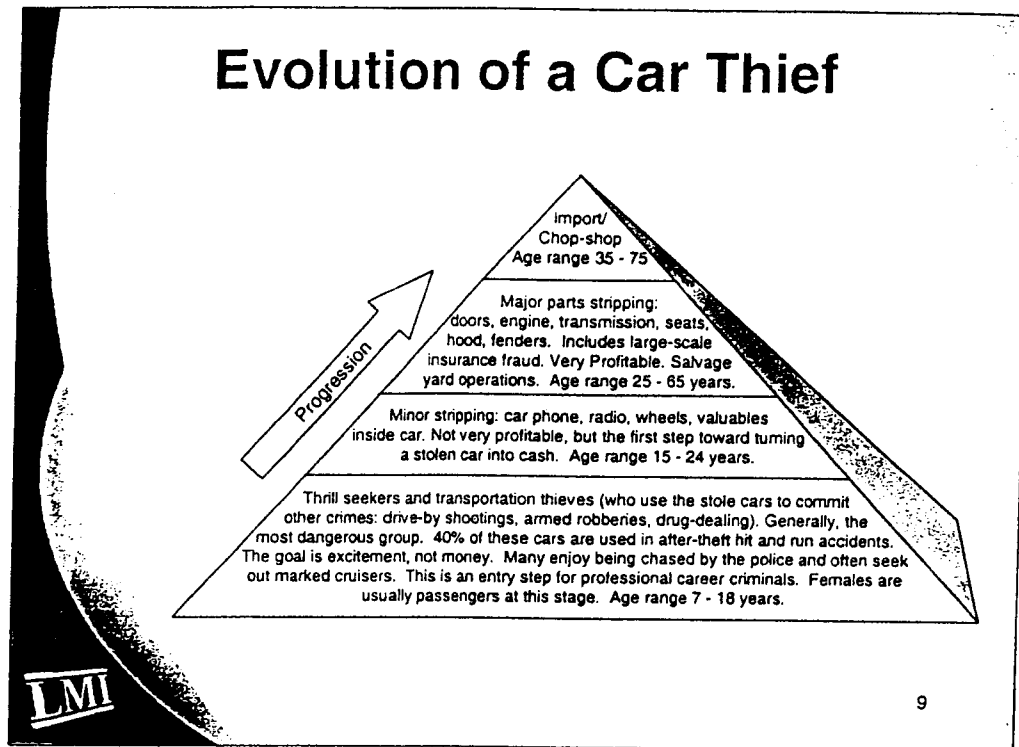 Evolution of a Car Thief
Import/
Chop-shop
Age range 35 - 75
Major parts stripping:
doors, engine, transmission, seats,
hood, fenders. Includes large-scale
insurance fraud. Very Profitable. Salvage
yard operations. Age range 25 - 65 years.
Progression
Minor stripping: car phone, radio, wheels, valuables
inside car. Not very profitable, but the first step toward turning
a stolen car into cash. Age range 15 - 24 years.
Thrill seekers and transportation thieves (who use the stole cars to commit
other crimes: drive-by shootings, armed robberies, drug-dealing). Generally, the
most dangerous group. 40% of these cars are used in after-theft hit and run accidents.
The goal is excitement, not money. Many enjoy being chased by the police and often seek
out marked cruisers. This is an entry step for professional career criminals. Females are
usually passengers at this stage. Age range 7 - 18 years.
LMI
9